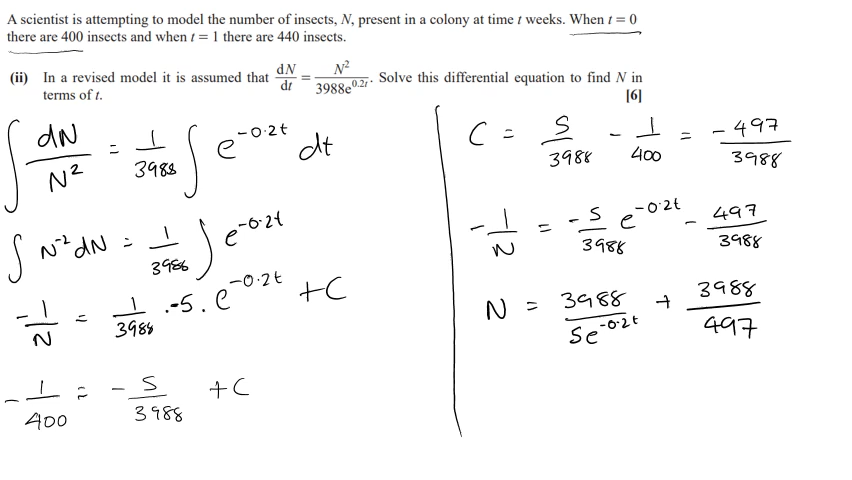 A scientist is attempting to model the number of insects, N, present in a colony at time t weeks. When t = 0
there are 400 insects and when t = 1 there are 440 insects.
(ii) In a revised model it is assumed that dN/dt = N²/3988e^{0.2t}. Solve this differential equation to find N in
terms of t. [6]
∫ dN/N² = 1/3988 ∫ e^{-0.2t} dt
∫ N^{-2} dN = 1/3988 ∫ e^{-0.2t}
-1/N = 1/3988 . -5 . e^{-0.2t} + C
-1/400 = -5/3988 + C
C = 5/3988 - 1/400 = -497/3988
-1/N = -5/3988 e^{-0.2t} - 497/3988
N = 3988/5e^{-0.2t} + 3988/497